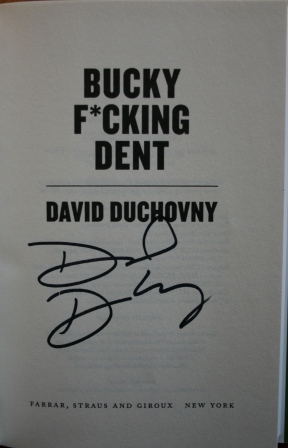 BUCKY
F*CKING
DENT
DAVID DUCHOVNY
FARRAR, STRAUS AND GIROUX NEW YORK